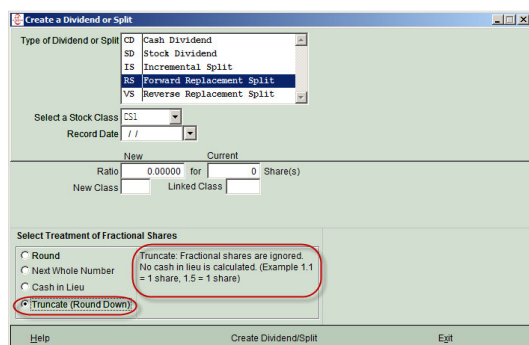 Create a Dividend or Split
Type of Dividend or Split
CD Cash Dividend
SD Stock Dividend
IS Incremental Split
RS Forward Replacement Split
VS Reverse Replacement Split
Select a Stock Class CS1
Record Date / /
New Current
Ratio 0.00000 for 0 Share(s)
New Class Linked Class
Select Treatment of Fractional Shares
Round
Next Whole Number
Cash in Lieu
Truncate (Round Down)
Truncate: Fractional shares are ignored.
No cash in lieu is calculated. (Example 1.1
= 1 share, 1.5 = 1 share)
Help Create Dividend/Split Exit